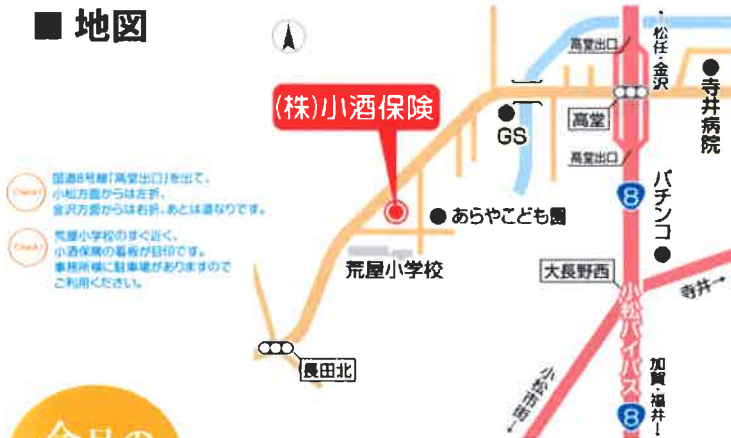 ■ 地図
(株)小酒保険
Check!
国道8号線「高堂出口」を出て、
小松方面からは左折、
金沢方面からは右折、あとは道なりです。
Check!
荒屋小学校のすぐ近く、
小酒保険の看板が目印です。
事務所横に駐車場がありますので
ご利用ください。
高堂出口
・松任・金沢
寺井病院
GS
高堂
高堂出口
8
パチンコ
あらやこども園
荒屋小学校
大長野西
寺井→
小松バイパス
長田北
小松市街→
加賀・福井→
8
今月の